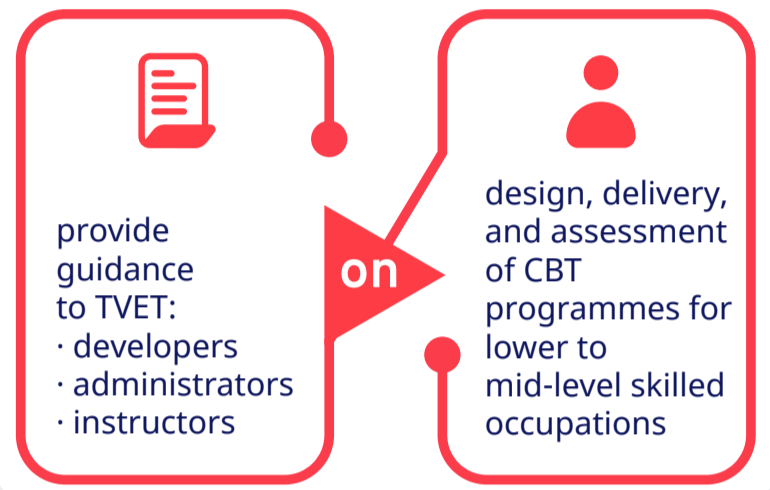 provide
guidance
to TVET:
· developers
· administrators
· instructors
on
design, delivery,
and assessment
of CBT
programmes for
lower to
mid-level skilled
occupations